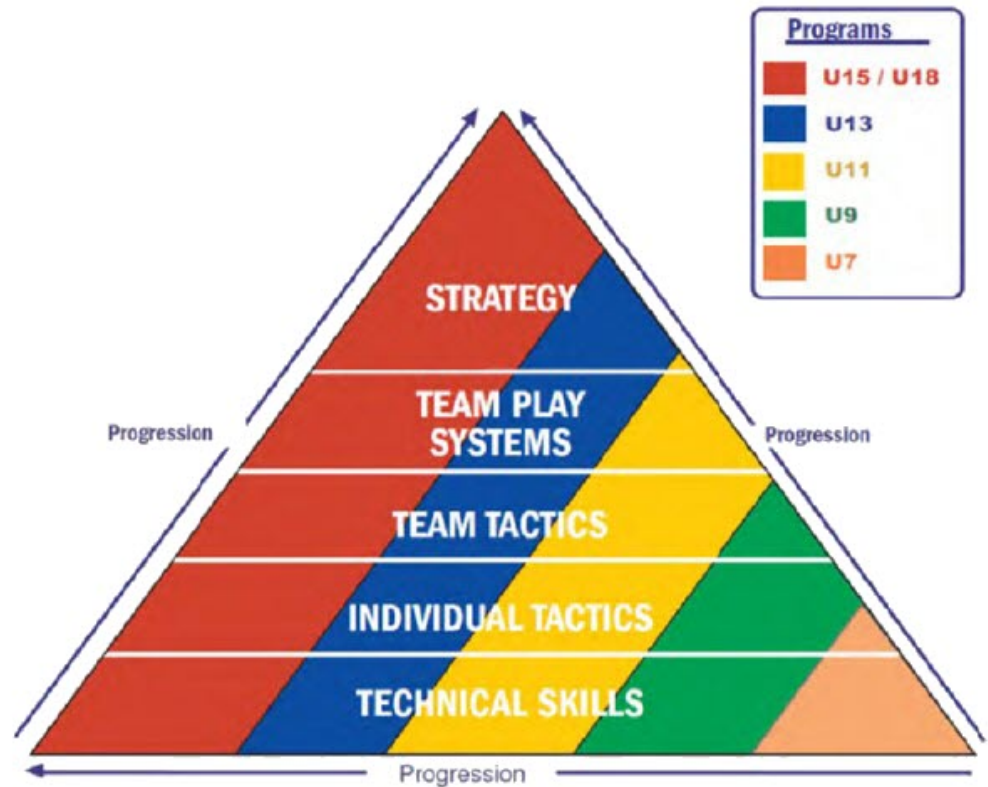 Programs
U15 / U18
U13
U11
U9
U7
STRATEGY
TEAM PLAY
SYSTEMS
Progression
Progression
TEAM TACTICS
INDIVIDUAL TACTICS
TECHNICAL SKILLS
Progression